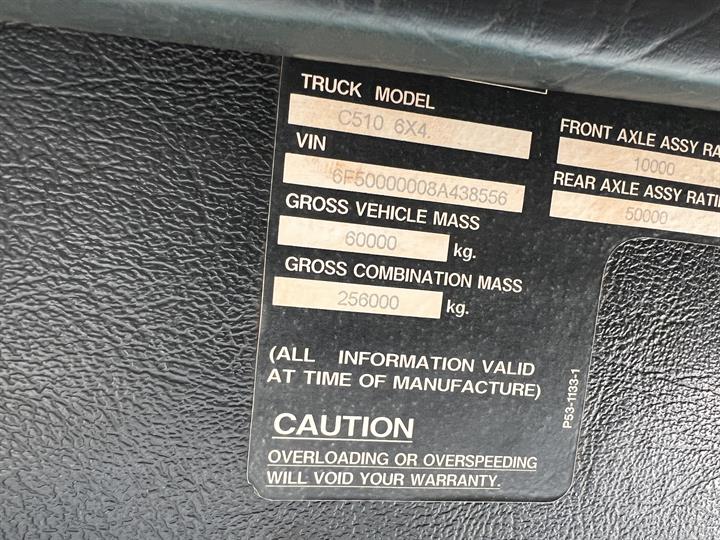 TRUCK MODEL
C510 6X4.
VIN
6F50000008A438556
GROSS VEHICLE MASS
60000 kg.
GROSS COMBINATION MASS
256000 kg.
(ALL INFORMATION VALID
AT TIME OF MANUFACTURE)
CAUTION
OVERLOADING OR OVERSPEEDING
WILL VOID YOUR WARRANTY.
P53-1133-1
FRONT AXLE ASSY RA
10000
REAR AXLE ASSY RATI
50000